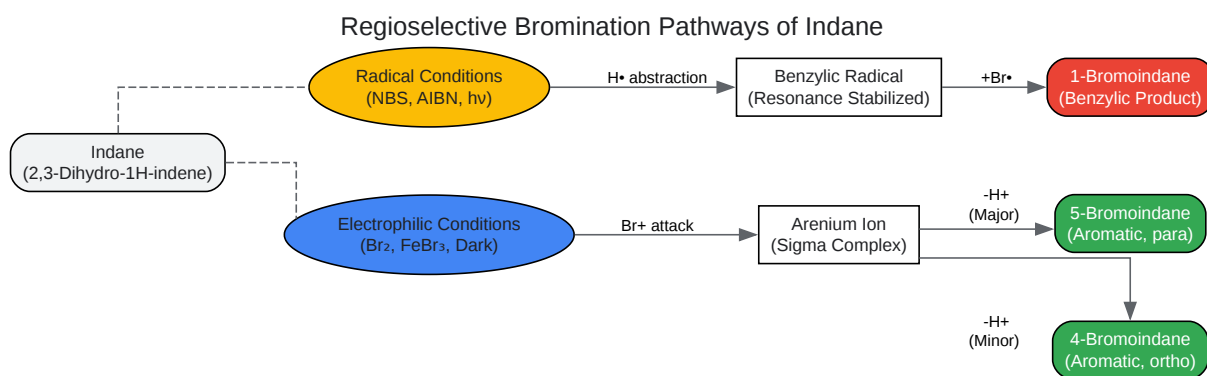 Regioselective Bromination Pathways of Indane
Radical Conditions
(NBS, AIBN, hν)
H• abstraction
Benzylic Radical
(Resonance Stabilized)
+Br•
1-Bromoindane
(Benzylic Product)
Indane
(2,3-Dihydro-1H-indene)
Electrophilic Conditions
(Br₂, FeBr₃, Dark)
Br+ attack
Arenium Ion
(Sigma Complex)
-H+
(Major)
5-Bromoindane
(Aromatic, para)
-H+
(Minor)
4-Bromoindane
(Aromatic, ortho)